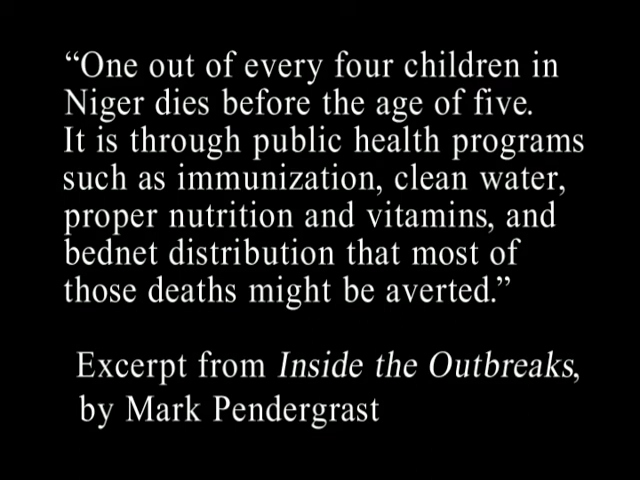 “One out of every four children in
Niger dies before the age of five.
It is through public health programs
such as immunization, clean water,
proper nutrition and vitamins, and
bednet distribution that most of
those deaths might be averted.”
Excerpt from Inside the Outbreaks,
by Mark Pendergrast